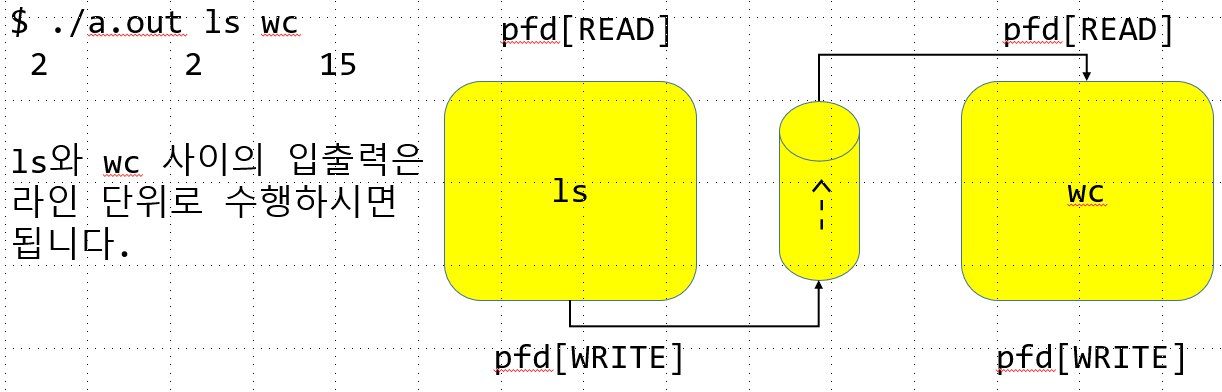 $ ./a.out ls wc
2 2 15
ls와 wc 사이의 입출력은
라인 단위로 수행하시면
됩니다.
pfd[READ]
pfd[READ]
ls
wc
pfd[WRITE]
pfd[WRITE]